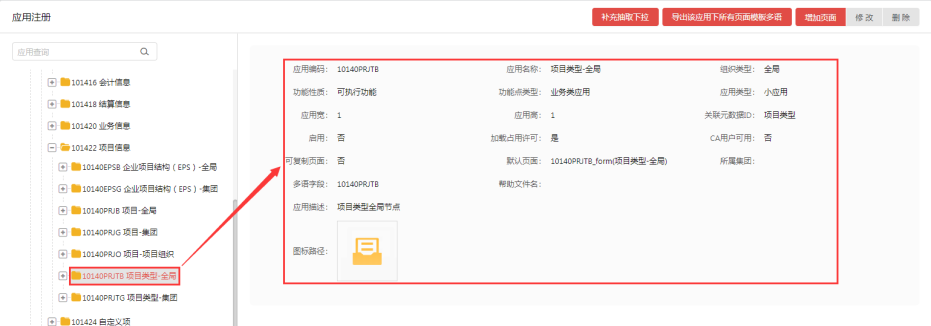 应用注册
补充抽取下拉 导出该应用下所有页面模板多语 增加页面 修 改 删 除
应用查询
101416 会计信息
101418 结算信息
101420 业务信息
101422 项目信息
10140EPSB 企业项目结构（EPS）-全局
10140EPSG 企业项目结构（EPS）-集团
10140PRJB 项目-全局
10140PRJG 项目-集团
10140PRJO 项目-项目组织
10140PRJTB 项目类型-全局
10140PRJTG 项目类型-集团
101424 自定义项
应用编码： 10140PRJTB 应用名称： 项目类型-全局 组织类型： 全局
功能性质： 可执行功能 功能点类型： 业务类应用 应用类型： 小应用
应用宽： 1 应用高： 1 关联元数据ID： 项目类型
启用： 否 加载占用许可： 是 CA用户可用： 否
可复制页面： 否 默认页面： 10140PRJTB_form(项目类型-全局) 所属集团：
多语字段： 10140PRJTB 帮助文件名：
应用描述： 项目类型全局节点
图标路径：